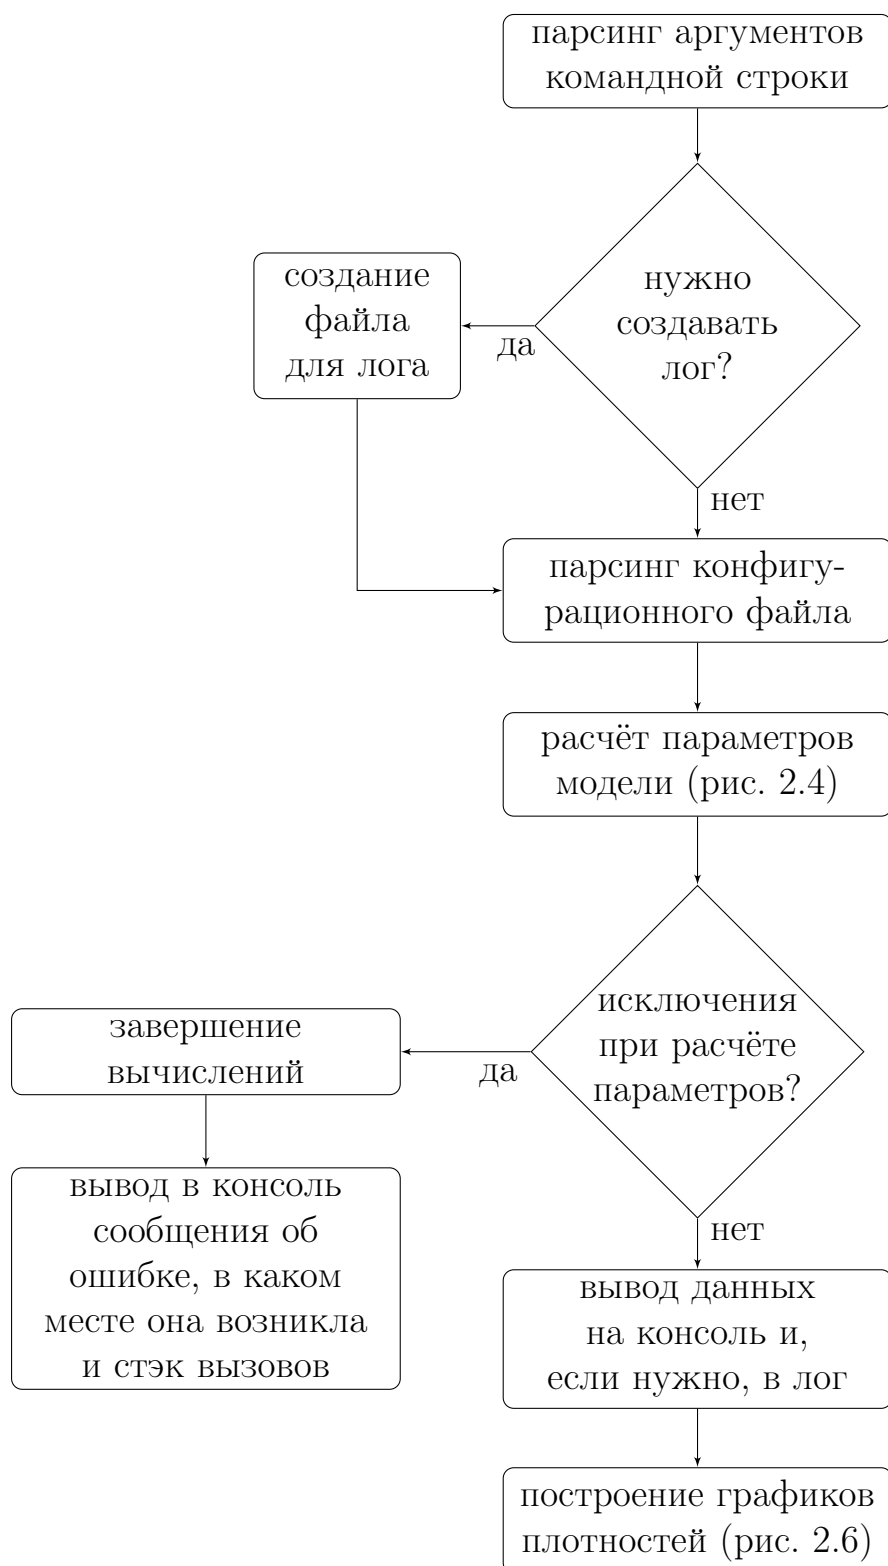 парсинг аргументов
командной строки
нужно
создавать
лог?
да
создание
файла
для лога
нет
парсинг конфигу-
рационного файла
расчёт параметров
модели (рис. 2.4)
исключения
при расчёте
параметров?
да
завершение
вычислений
вывод в консоль
сообщения об
ошибке, в каком
месте она возникла
и стэк вызовов
нет
вывод данных
на консоль и,
если нужно, в лог
построение графиков
плотностей (рис. 2.6)